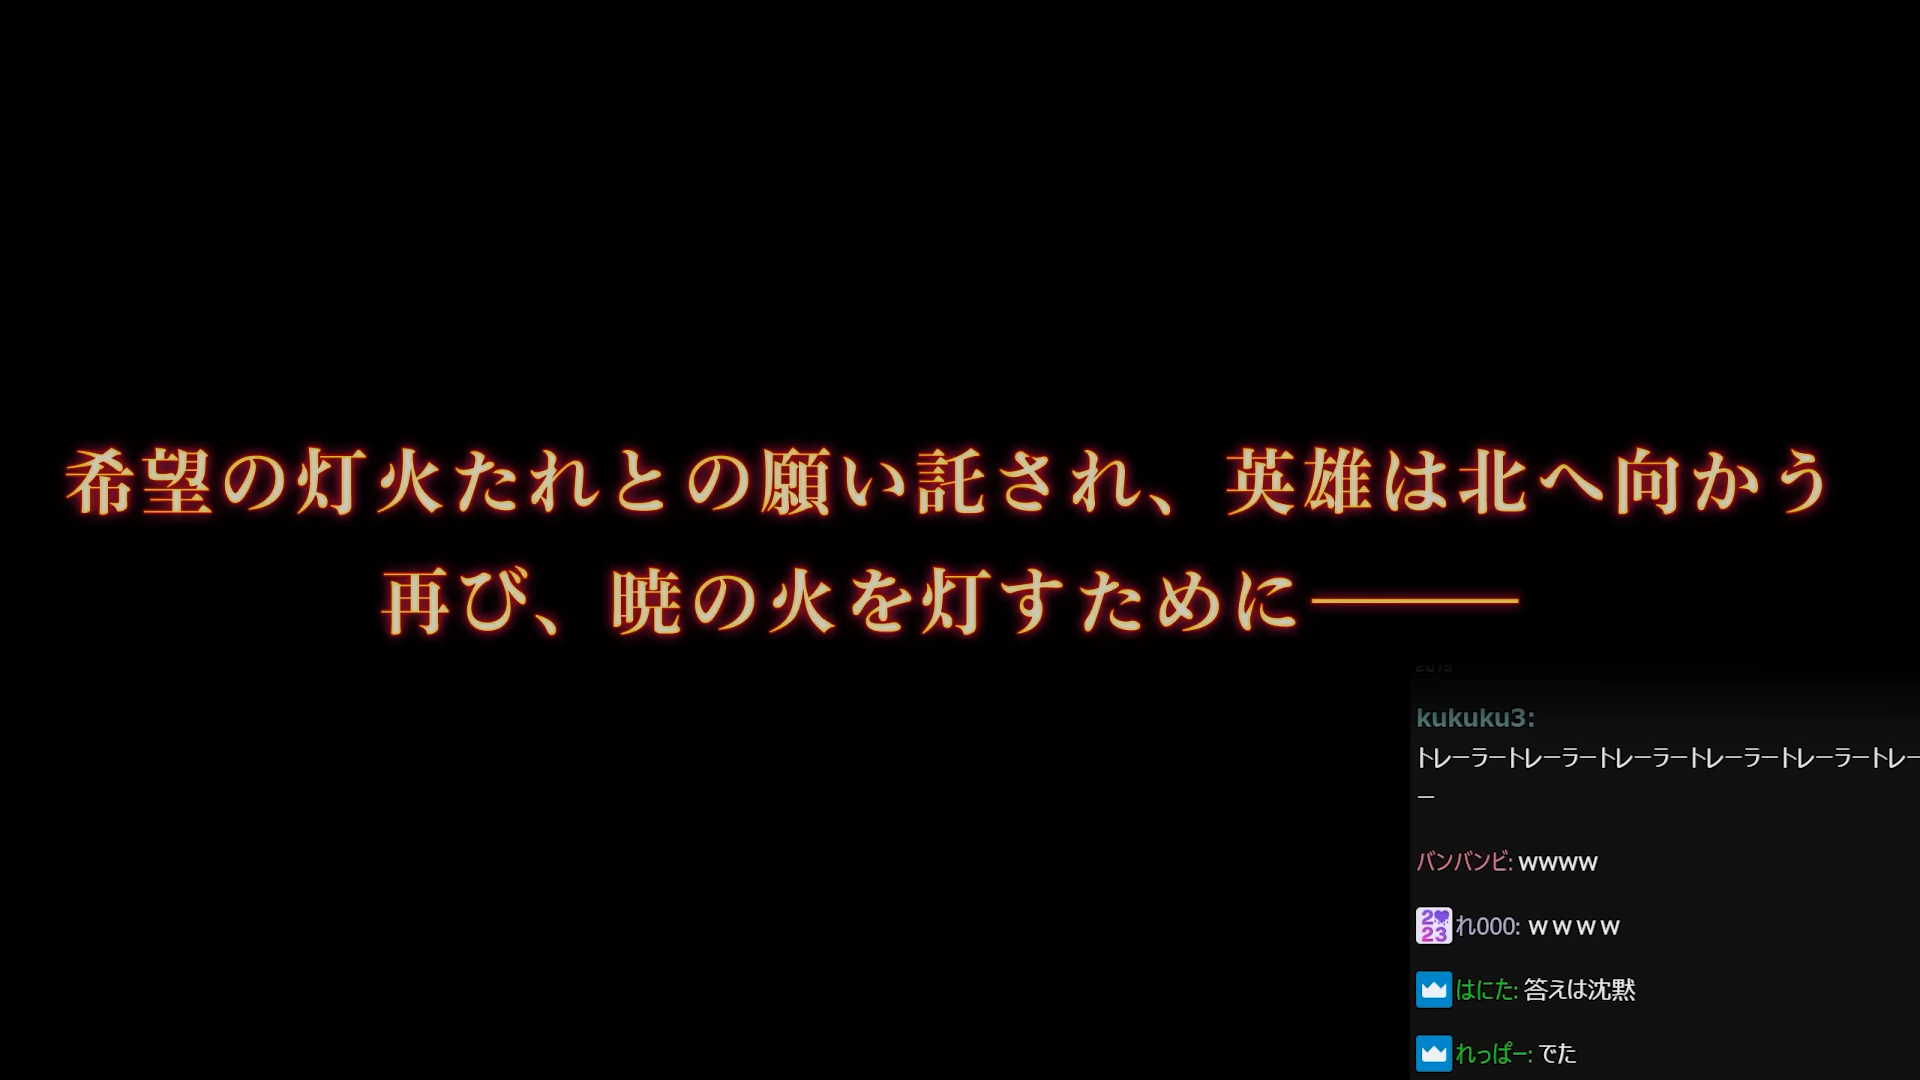 希望の灯火たれとの願い託され、英雄は北へ向かう
再び、暁の火を灯すために―――
2019
kukuku3:
トレーラートレーラートレーラートレーラートレーラートレー
ー
バンバンビ: wwww
2023 れ000: ｗｗｗｗ
はにた: 答えは沈黙
れっぱー: でた